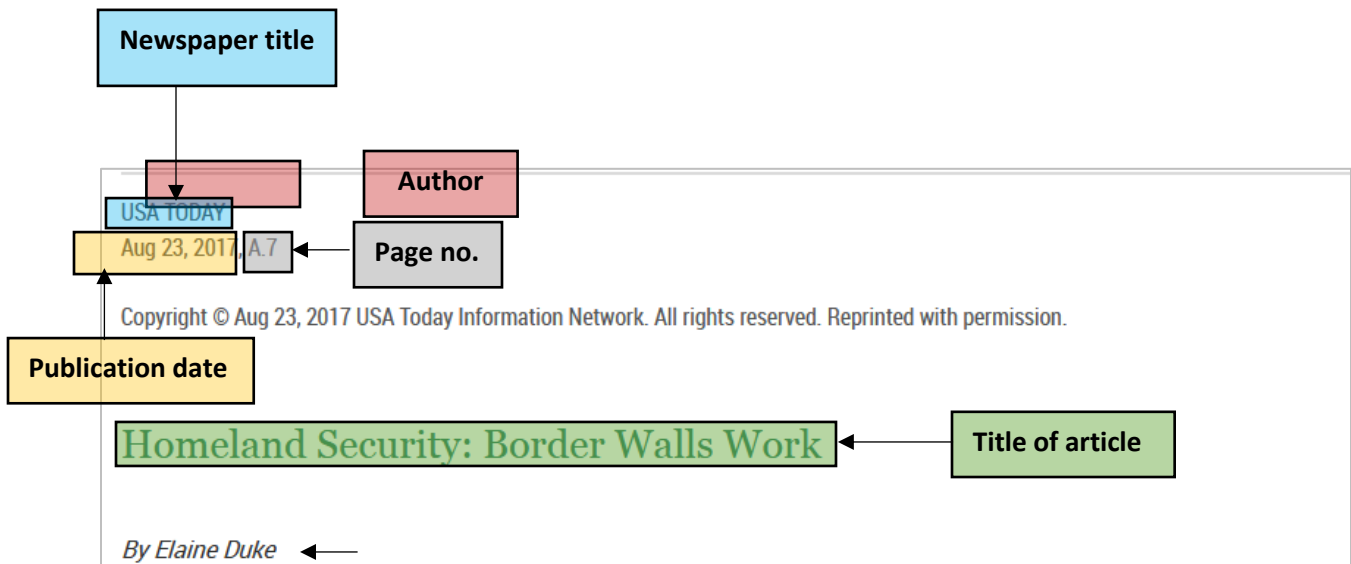 Newspaper title
Author
USA TODAY
Aug 23, 2017, A.7
Page no.
Copyright © Aug 23, 2017 USA Today Information Network. All rights reserved. Reprinted with permission.
Publication date
Homeland Security: Border Walls Work
Title of article
By Elaine Duke